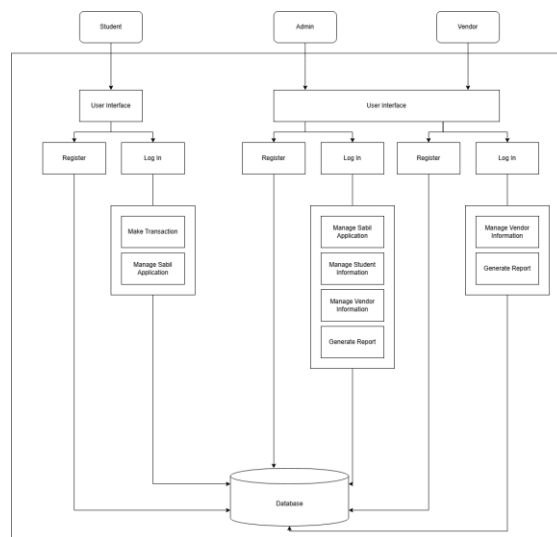 Student
Admin
Vendor
User Interface
User Interface
Register
Log In
Register
Log In
Register
Log In
Make Transaction
Manage Sabil
Application
Manage Sabil
Application
Manage Student
Information
Manage Vendor
Information
Generate Report
Manage Vendor
Information
Generate Report
Database